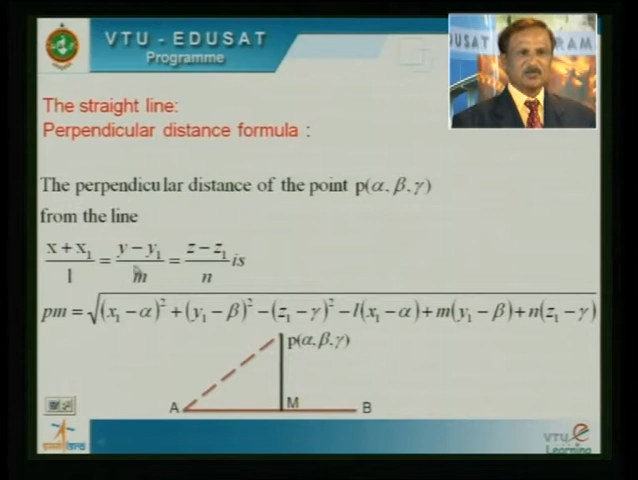 VTU - EDUSAT
Programme
The straight line:
Perpendicular distance formula :
The perpendicular distance of the point p(α, β, γ)
from the line
x + x₁ / l = y − y₁ / m = z − z₁ / n is
pm = √(x₁ − α)² + (y₁ − β)² − (z₁ − γ)² − l(x₁ − α) + m(y₁ − β) + n(z₁ − γ)
p(α, β, γ)
A M B
VTU e
Learning